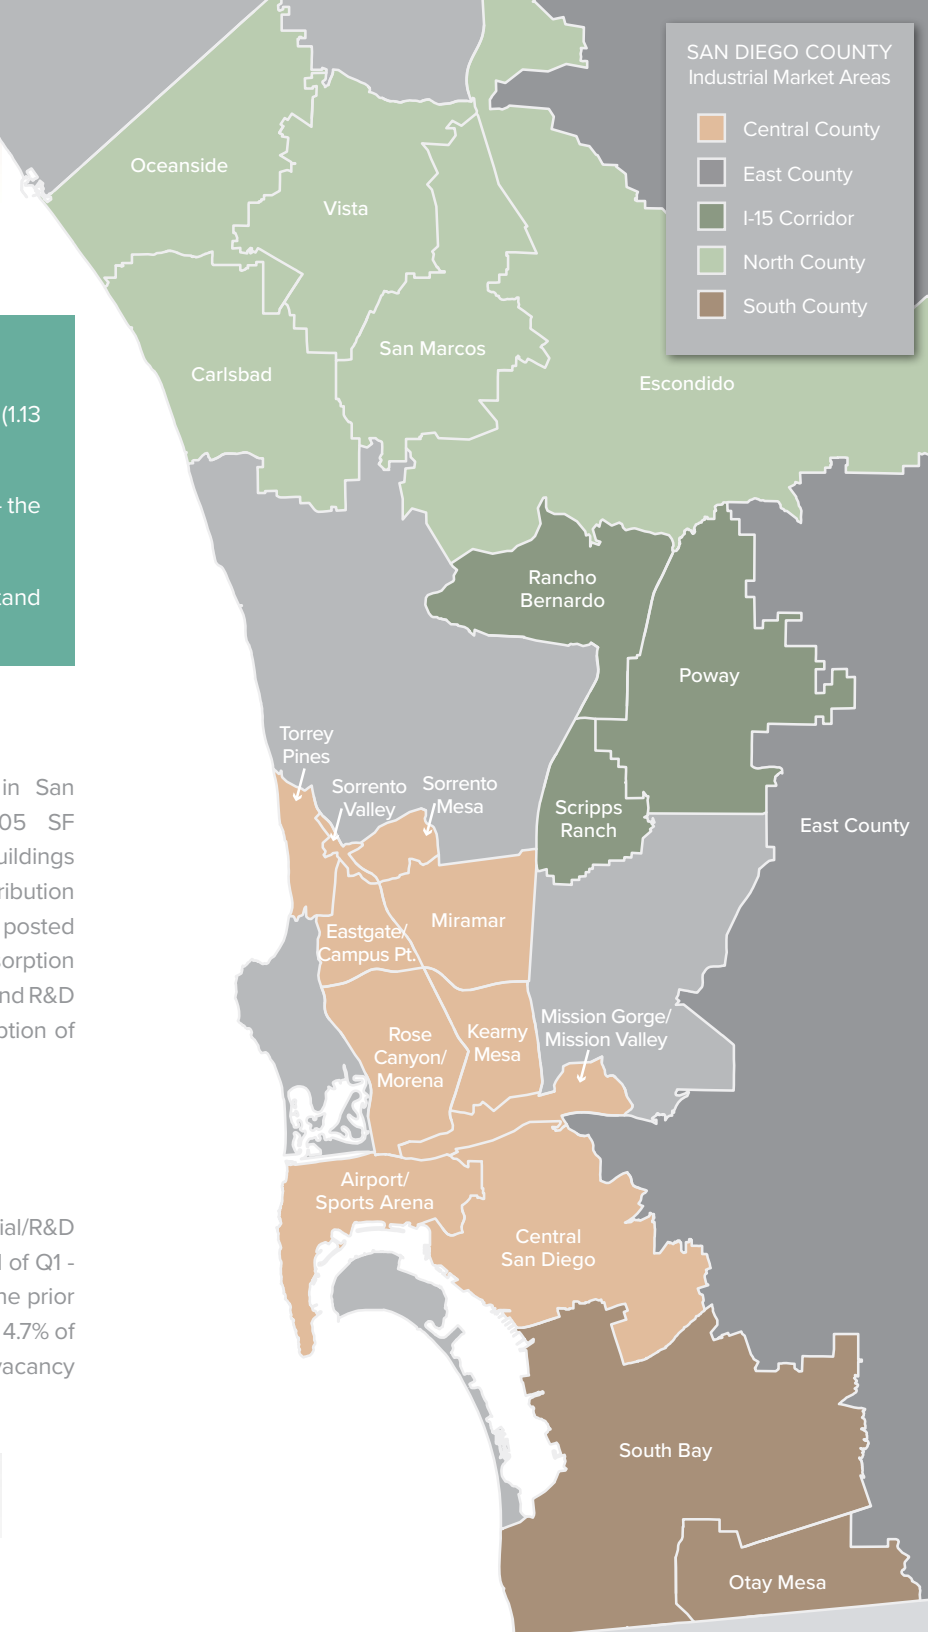 SAN DIEGO COUNTY
Industrial Market Areas
Central County
East County
I-15 Corridor
North County
South County
Oceanside
Vista
San Marcos
Carlsbad
Escondido
(1.13
the
and
Rancho
Bernardo
Poway
Torrey
Pines
Sorrento
Valley
Sorrento
Mesa
Scripps
Ranch
East County
in San
05 SF
uildings
ribution
posted
sorption
nd R&D
ption of
Miramar
Eastgate/
Campus Pt.
Mission Gorge/
Mission Valley
Rose
Canyon/
Morena
Kearny
Mesa
Airport/
Sports Arena
Central
San Diego
ial/R&D
of Q1 -
he prior
4.7% of
vacancy
South Bay
Otay Mesa